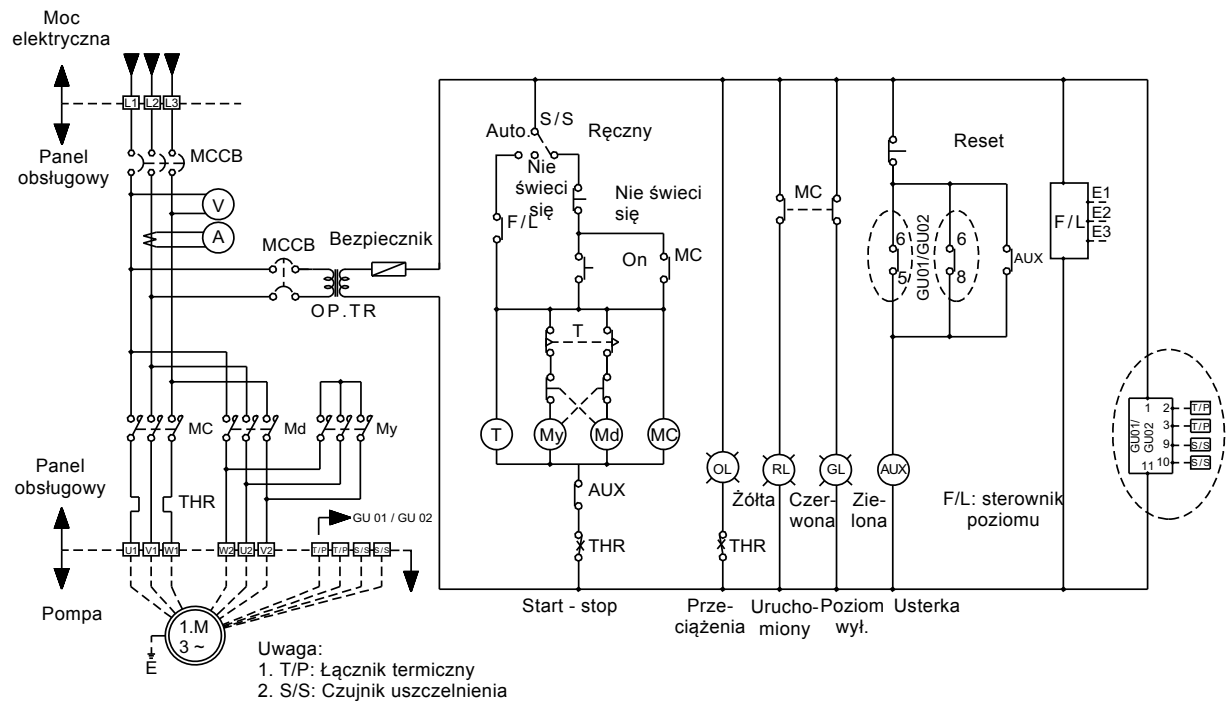 Moc
elektryczna
L1 L2 L3
Panel
obsługowy
MCCB
V
A
MCCB
Bezpiecznik
OP.TR
MC
Md
My
Panel
obsługowy
THR
GU 01 / GU 02
U1 V1 W1 W2 U2 V2 T/P T/P S/S S/S
Pompa
1.M
3 ~
E
Uwaga:
1. T/P: Łącznik termiczny
2. S/S: Czujnik uszczelnienia
S/S
Auto.
Ręczny
Nie
świeci
się
Nie świeci
się
F/L
On
MC
T
T
My
Md
MC
AUX
THR
Start - stop
OL
Żółta
THR
Prze-
ciążenia
MC
RL
Czer-
wona
Urucho-
miony
GL
Zie-
lona
Poziom
wył.
Reset
6
5
GU01/GU02
6
8
AUX
AUX
Usterka
F/L
E1
E2
E3
F/L: sterownik
poziomu
GU01/
GU02
1
11
2 T/P
3 T/P
9 S/S
10 S/S